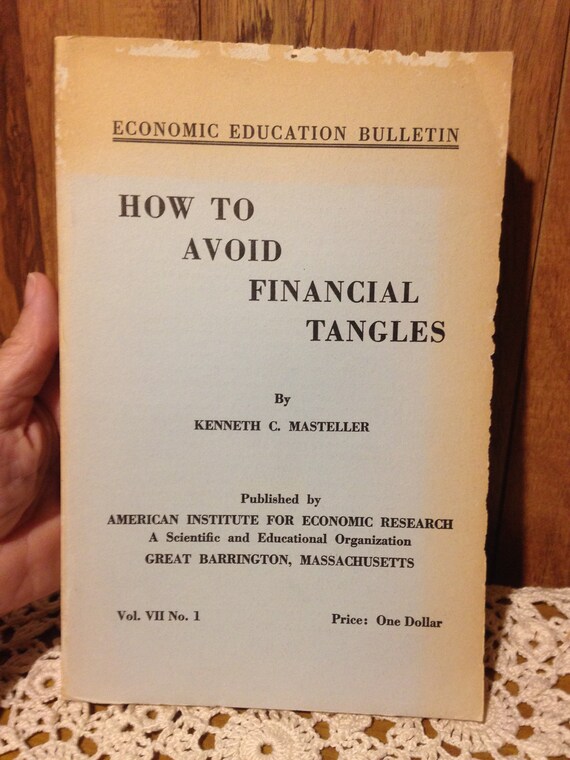 ECONOMIC EDUCATION BULLETIN
HOW TO
AVOID
FINANCIAL
TANGLES
By
KENNETH C. MASTELLER
Published by
AMERICAN INSTITUTE FOR ECONOMIC RESEARCH
A Scientific and Educational Organization
GREAT BARRINGTON, MASSACHUSETTS
Vol. VII No. 1 Price: One Dollar